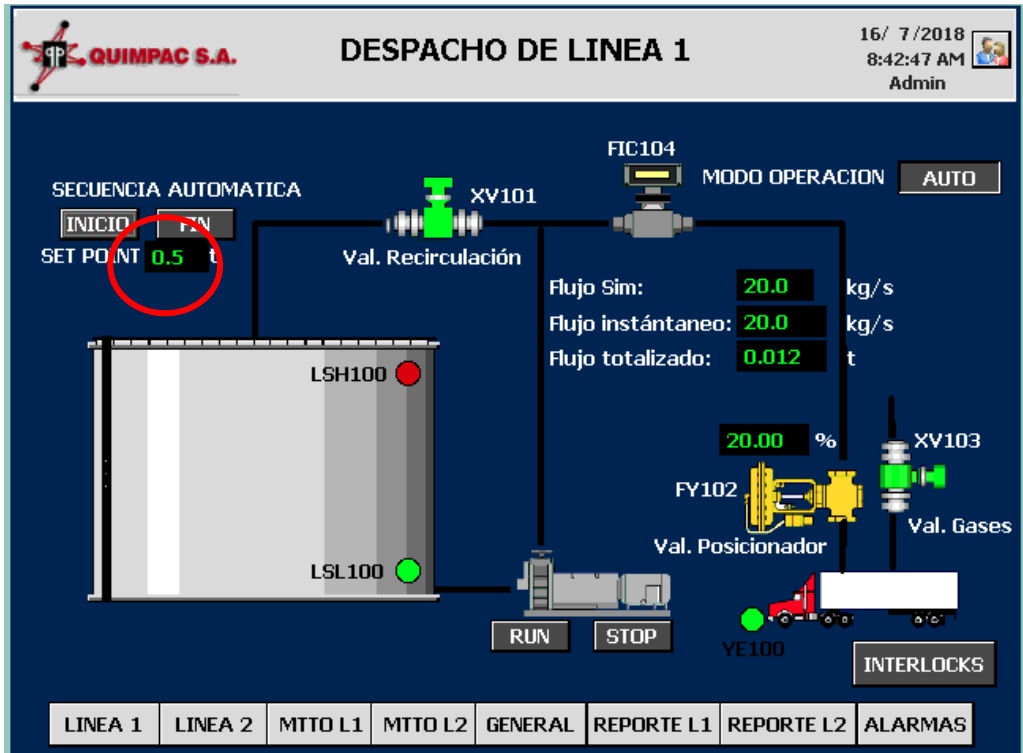 QUIMPAC S.A.
DESPACHO DE LINEA 1
16/ 7/2018
8:42:47 AM
Admin
FIC104
MODO OPERACION AUTO
SECUENCIA AUTOMATICA
XV101
INICIO FIN
SET POINT 0.5 t
Val. Recirculación
Flujo Sim: 20.0 kg/s
Flujo instántaneo: 20.0 kg/s
Flujo totalizado: 0.012 t
LSH100
20.00 %
XV103
FY102
Val. Gases
Val. Posicionador
LSL100
RUN STOP
YE100
INTERLOCKS
LINEA 1 LINEA 2 MTTO L1 MTTO L2 GENERAL REPORTE L1 REPORTE L2 ALARMAS